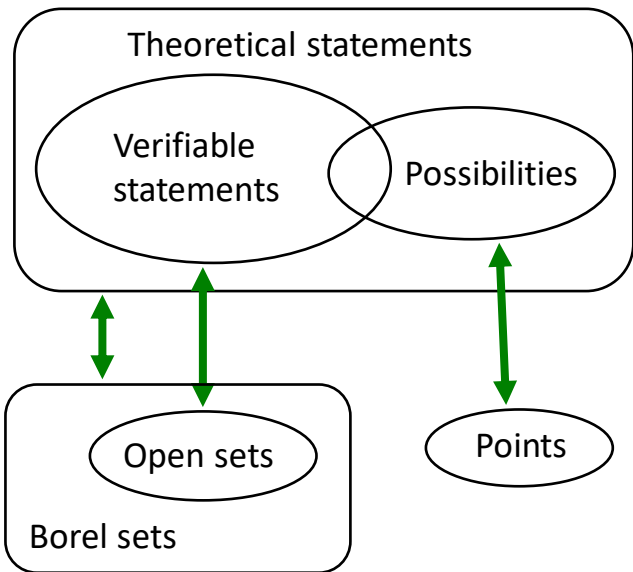 Theoretical statements
Verifiable
statements
Possibilities
Open sets
Points
Borel sets